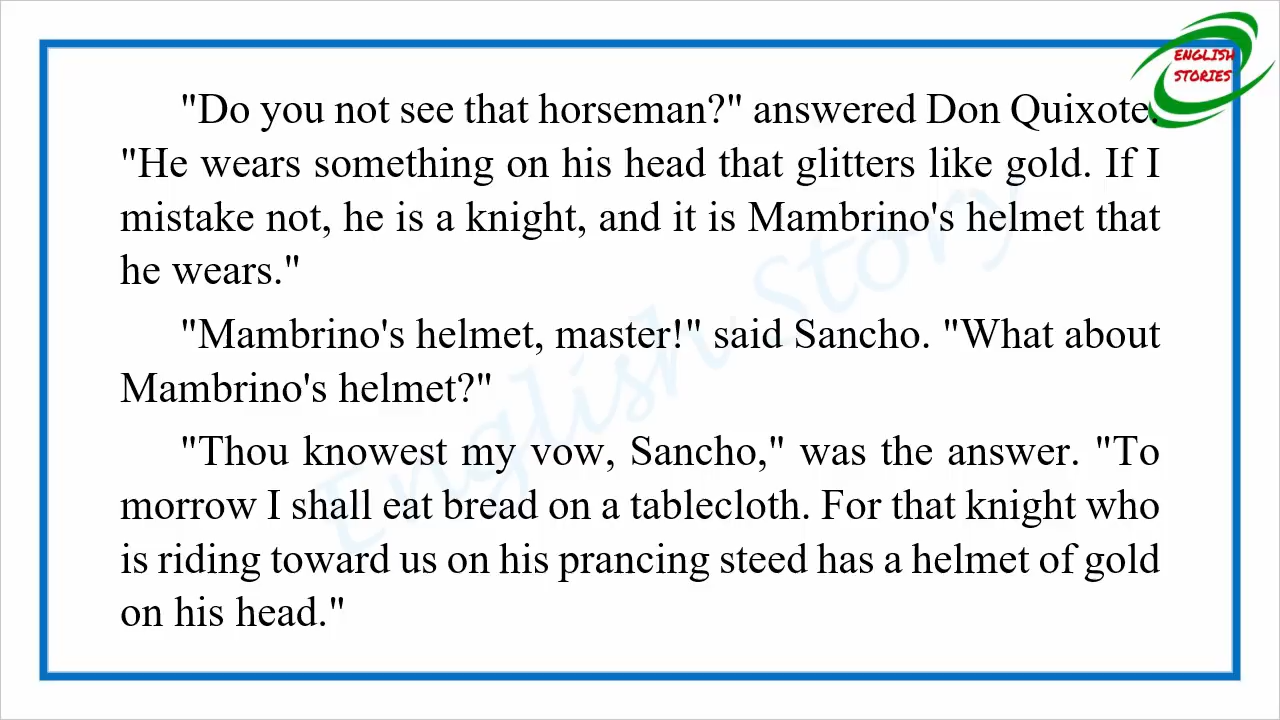 ENGLISH
STORIES
"Do you not see that horseman?" answered Don Quixote.
"He wears something on his head that glitters like gold. If I
mistake not, he is a knight, and it is Mambrino's helmet that
he wears."
"Mambrino's helmet, master!" said Sancho. "What about
Mambrino's helmet?"
"Thou knowest my vow, Sancho," was the answer. "To
morrow I shall eat bread on a tablecloth. For that knight who
is riding toward us on his prancing steed has a helmet of gold
on his head."
English Story